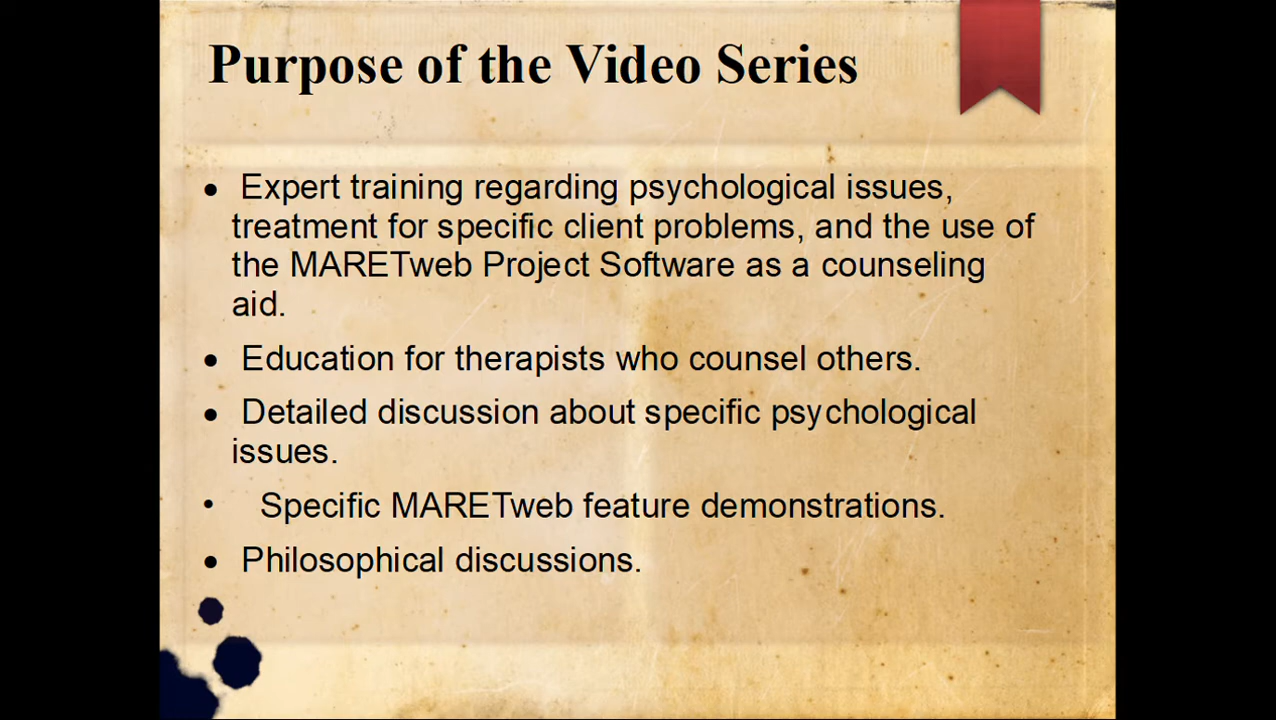 Purpose of the Video Series
• Expert training regarding psychological issues,
treatment for specific client problems, and the use of
the MARETweb Project Software as a counseling
aid.
• Education for therapists who counsel others.
• Detailed discussion about specific psychological
issues.
• Specific MARETweb feature demonstrations.
• Philosophical discussions.